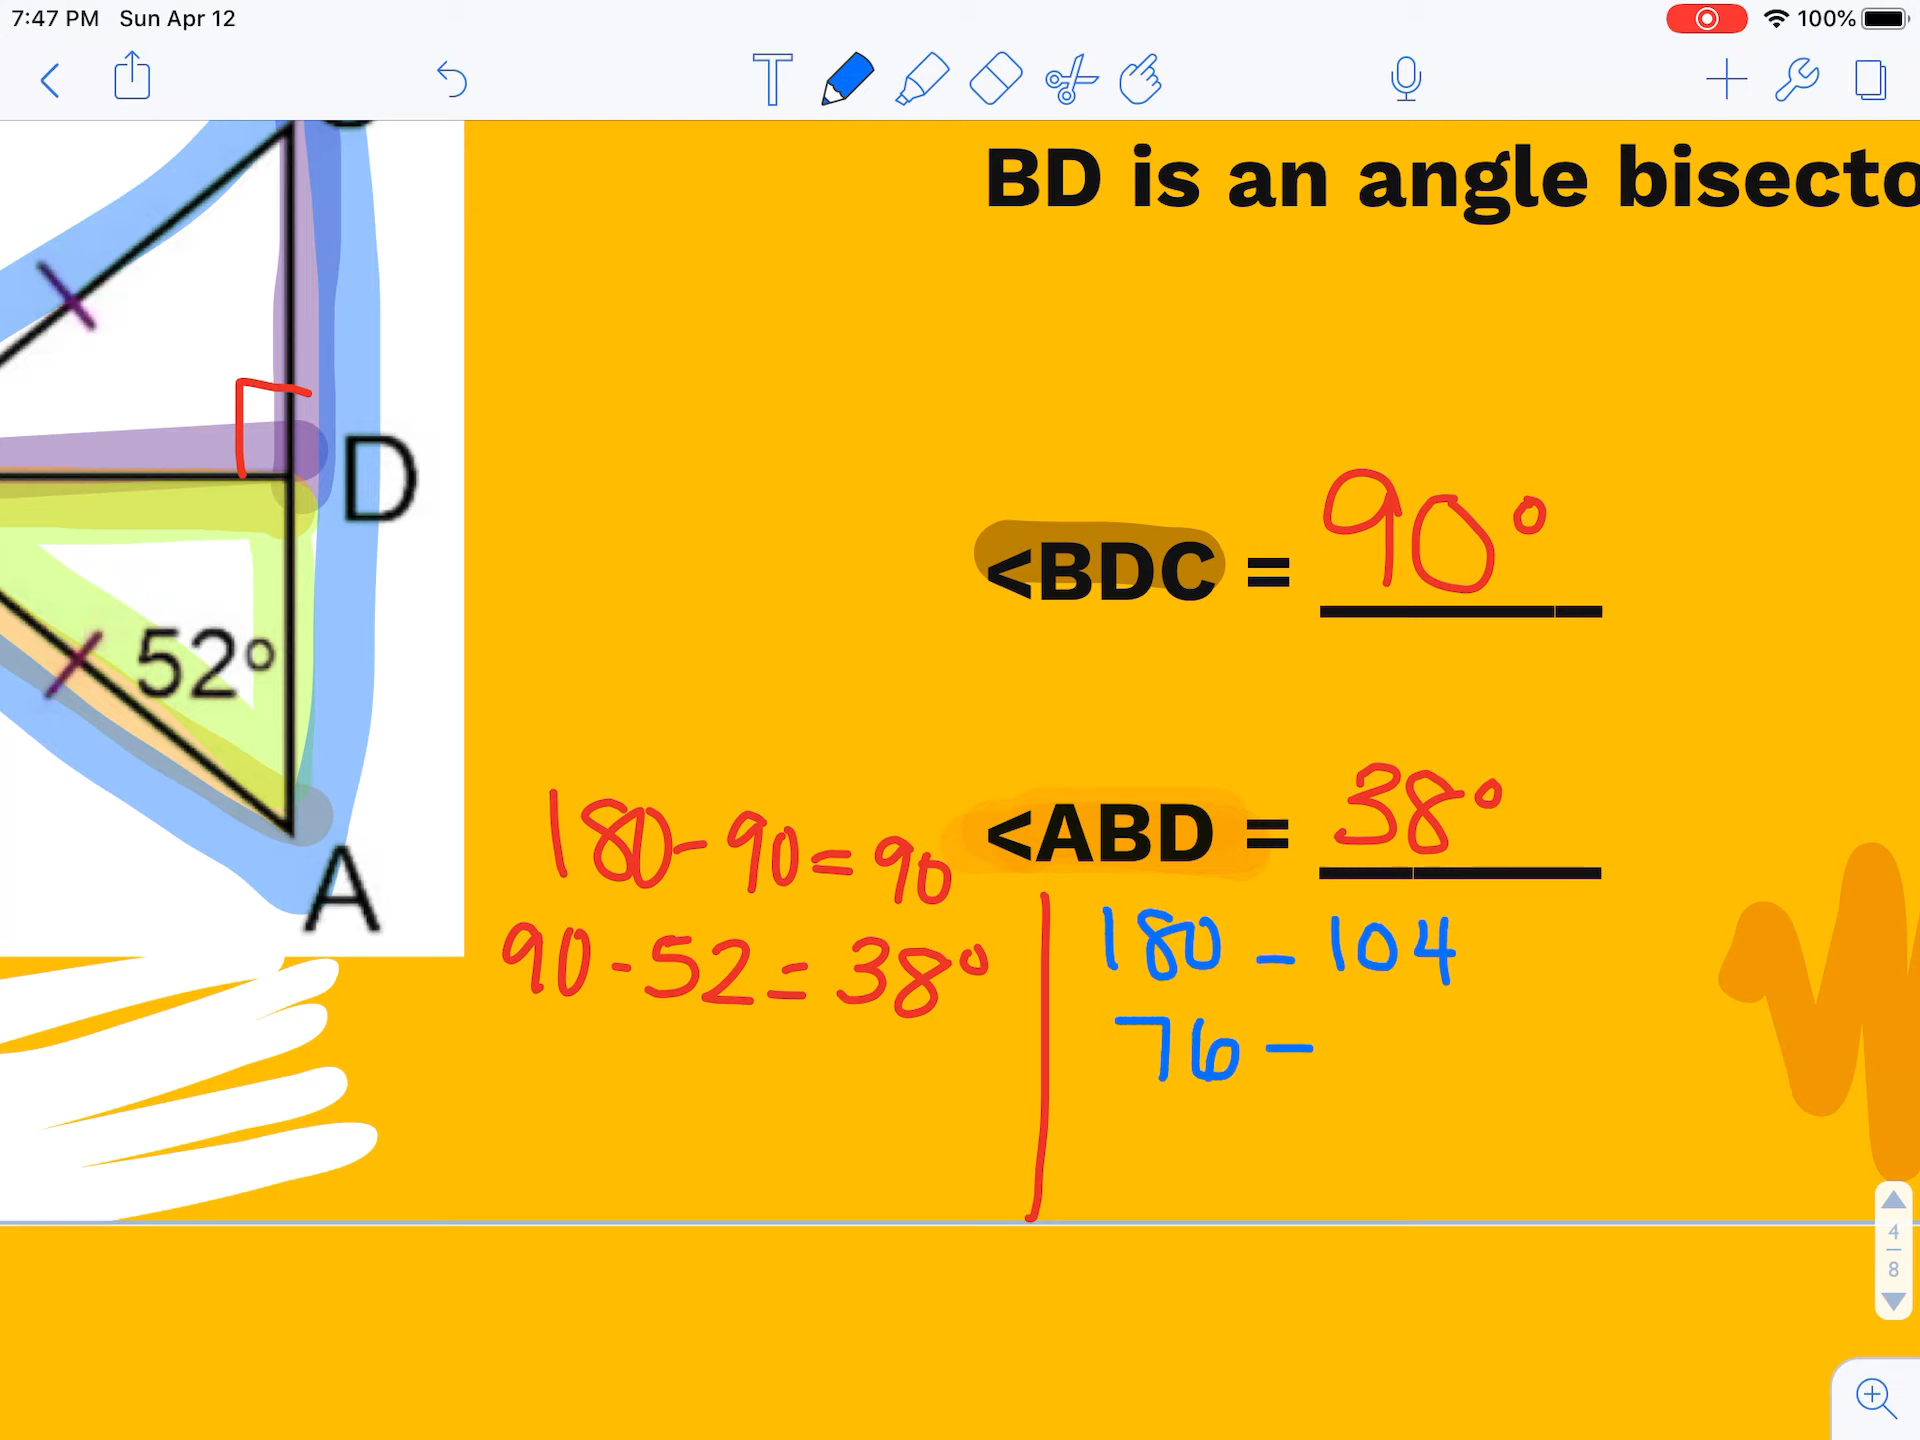 7:47 PM Sun Apr 12
100%
T
BD is an angle bisecto
D
<BDC = 90°
52°
<ABD = 38°
A
180-90=90
90-52=38°
180-104
76-
4
8